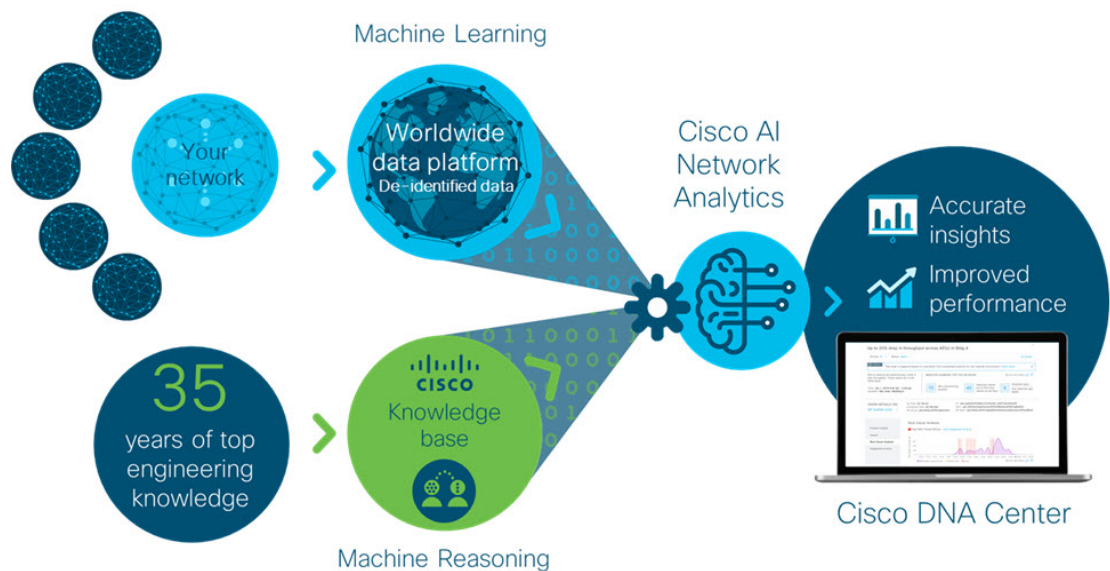 Machine Learning
Your
network
Worldwide
data platform
De-identified data
Cisco AI
Network
Analytics
Accurate
insights
Improved
performance
35
years of top
engineering
knowledge
CISCO
Knowledge
base
Machine Reasoning
Cisco DNA Center